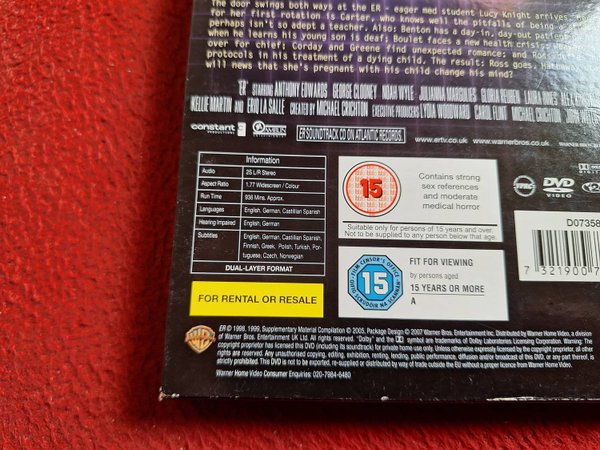 The door swings both ways at the ER – eager med student Lucy Knight arrives,
for her first rotation is Carter, who knows well the pitfalls of being
perhaps isn't so adept a teacher. Also: Benton has a day-in, day-out patient
when he learns his young son is deaf; Boulet faces a new health crisis;
over for chief; Corday and Greene find unexpected romance; and
protocols in his treatment of a dying child. The result: Ross goes,
will news that she's pregnant with his child change his mind?
'ER' STARRING ANTHONY EDWARDS GEORGE CLOONEY NOAH WYLE JULIANNA MARGULIES GLORIA REUBEN LAURA INNES
KELLIE MARTIN AND ERIQ LA SALLE CREATED BY MICHAEL CRICHTON EXECUTIVE PRODUCERS LYDIA WOODWARD CAROL FLINT MICHAEL CRICHTON JOHN WELLS
constant c AMBLIN ENTERTAINMENT
ER SOUNDTRACK CD ON ATLANTIC RECORDS.
www.ertv.co.uk www.warnerbros.co.uk
Information
Audio 2S L/R Stereo
Aspect Ratio 1.77 Widescreen / Colour
Run Time 936 Mins. Approx.
Languages English, German, Castilian Spanish
Hearing Impaired English, German
Subtitles English, German, Castilian Spanish,
Finnish, Greek, Polish, Turkish, Por-
tuguese, Czech, Norwegian
DUAL-LAYER FORMAT
FOR RENTAL OR RESALE
15
Contains strong
sex references
and moderate
medical horror
Suitable only for persons of 15 years and over.
Not to be supplied to any person below that age.
FILM CENSOR'S OFFICE
15
OIFIG SCRÚDÓIR NA SCANNÁN
FIT FOR VIEWING
by persons aged
15 YEARS OR MORE
A
DVD
VIDEO
D07358
7 321900
ER © 1998, 1999, Supplementary Material Compilation © 2005, Package Design © 2007 Warner Bros. Entertainment Inc. Distributed by Warner Home Video, a division
of Warner Bros. Entertainment UK Ltd. All rights reserved. "Dolby" and the DD symbol are trademarks of Dolby Laboratories Licensing Corporation. Warning: The
copyright proprietor has licensed this DVD (including its soundtrack) for private home use only. Unless otherwise expressly licensed by the copyright proprietor, all other
rights are reserved. Any unauthorised copying, editing, exhibition, renting, lending, public performance, diffusion and/or broadcast of this DVD, or any part thereof, is
strictly prohibited. This DVD is not to be exported, re-supplied or distributed by way of trade outside the EU without a proper licence from Warner Home Video.
Warner Home Video Consumer Enquiries: 020-7984-6480
WB